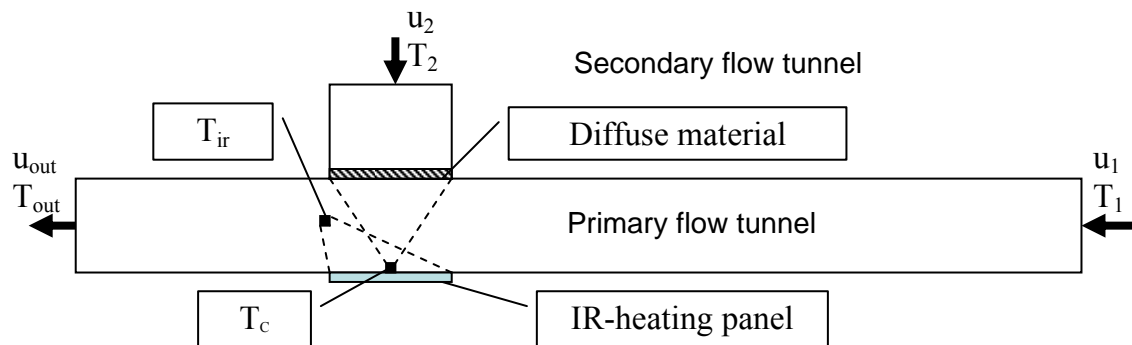 u2
T2
Secondary flow tunnel
Tir
Diffuse material
uout
Tout
u1
T1
Primary flow tunnel
Tc
IR-heating panel